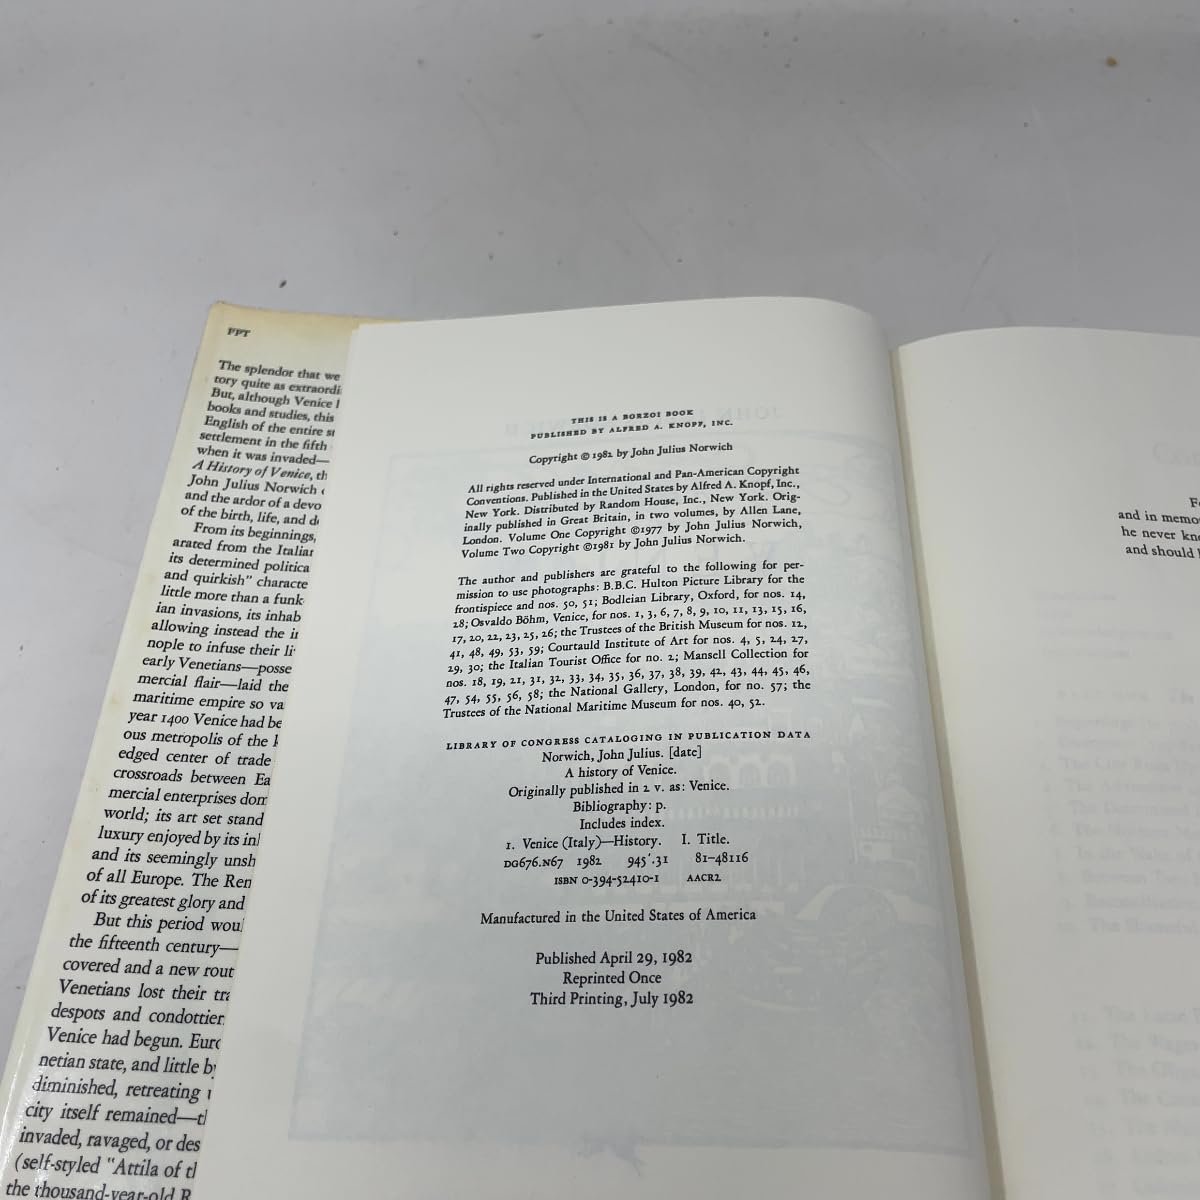 FPT
The splendor that we
tory quite as extraordi
But, although Venice
books and studies, this
English of the entire st
settlement in the fifth
when it was invaded—
A History of Venice, th
John Julius Norwich
and the ardor of a devo
of the birth, life, and d
From its beginnings,
arated from the Italian
its determined politica
and quirkish" characte
little more than a funk
ian invasions, its inhab
allowing instead the
nople to infuse their
early Venetians—posse
mercial flair—laid the
maritime empire so va
year 1400 Venice had be
ous metropolis of the
edged center of trade
crossroads between Ea
mercial enterprises dom
world; its art set stand
luxury enjoyed by its inl
and its seemingly unsh
of all Europe. The Ren
of its greatest glory and
But this period woul
the fifteenth century—
covered and a new rout
Venetians lost their tra
despots and condottier
Venice had begun. Euro
netian state, and little by
diminished, retreating
city itself remained—tl
invaded, ravaged, or des
(self-styled "Attila of tl
the thousand-year-old R
THIS IS A BORZOI BOOK
PUBLISHED BY ALFRED A. KNOPF, INC.
Copyright © 1982 by John Julius Norwich
All rights reserved under International and Pan-American Copyright
Conventions. Published in the United States by Alfred A. Knopf, Inc.,
New York. Distributed by Random House, Inc., New York. Orig-
inally published in Great Britain, in two volumes, by Allen Lane,
London. Volume One Copyright ©1977 by John Julius Norwich,
Volume Two Copyright ©1981 by John Julius Norwich.
The author and publishers are grateful to the following for per-
mission to use photographs: B.B.C. Hulton Picture Library for the
frontispiece and nos. 50, 51; Bodleian Library, Oxford, for nos. 14,
28; Osvaldo Böhm, Venice, for nos. 1, 3, 6, 7, 8, 9, 10, 11, 13, 15, 16,
17, 20, 22, 23, 25, 26; the Trustees of the British Museum for nos. 12,
41, 48, 49, 53, 59; Courtauld Institute of Art for nos. 4, 5, 24, 27,
29, 30; the Italian Tourist Office for no. 2; Mansell Collection for
nos. 18, 19, 21, 31, 32, 33, 34, 35, 36, 37, 38, 39, 42, 43, 44, 45, 46,
47, 54, 55, 56, 58; the National Gallery, London, for no. 57; the
Trustees of the National Maritime Museum for nos. 40, 52.
LIBRARY OF CONGRESS CATALOGING IN PUBLICATION DATA
Norwich, John Julius. [date]
A history of Venice.
Originally published in 2 v. as: Venice.
Bibliography: p.
Includes index.
1. Venice (Italy)—History. I. Title.
DG676.N67 1982 945'.31 81-48116
ISBN 0-394-52410-1 AACR2
Manufactured in the United States of America
Published April 29, 1982
Reprinted Once
Third Printing, July 1982
and in memo
he never kn
and should